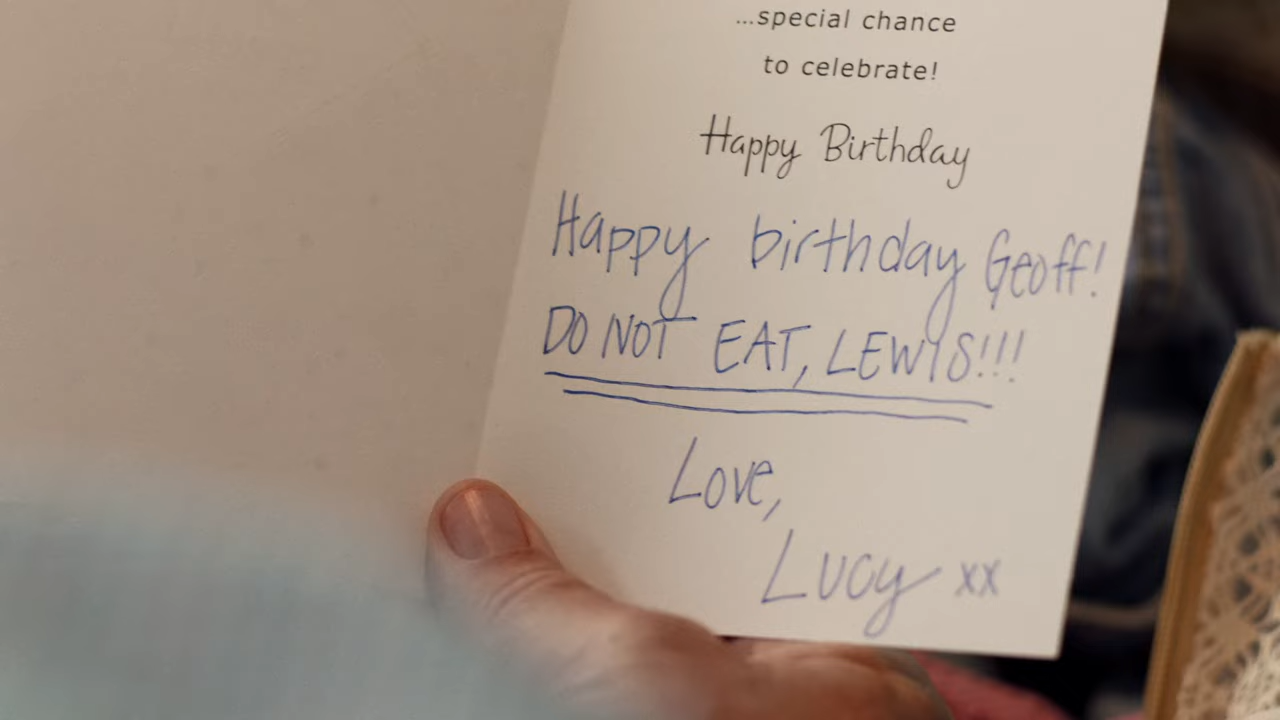 ...special chance
to celebrate!
Happy Birthday
Happy birthday Geoff!
DO NOT EAT, LEWIS!!!
Love,
Lucy xx